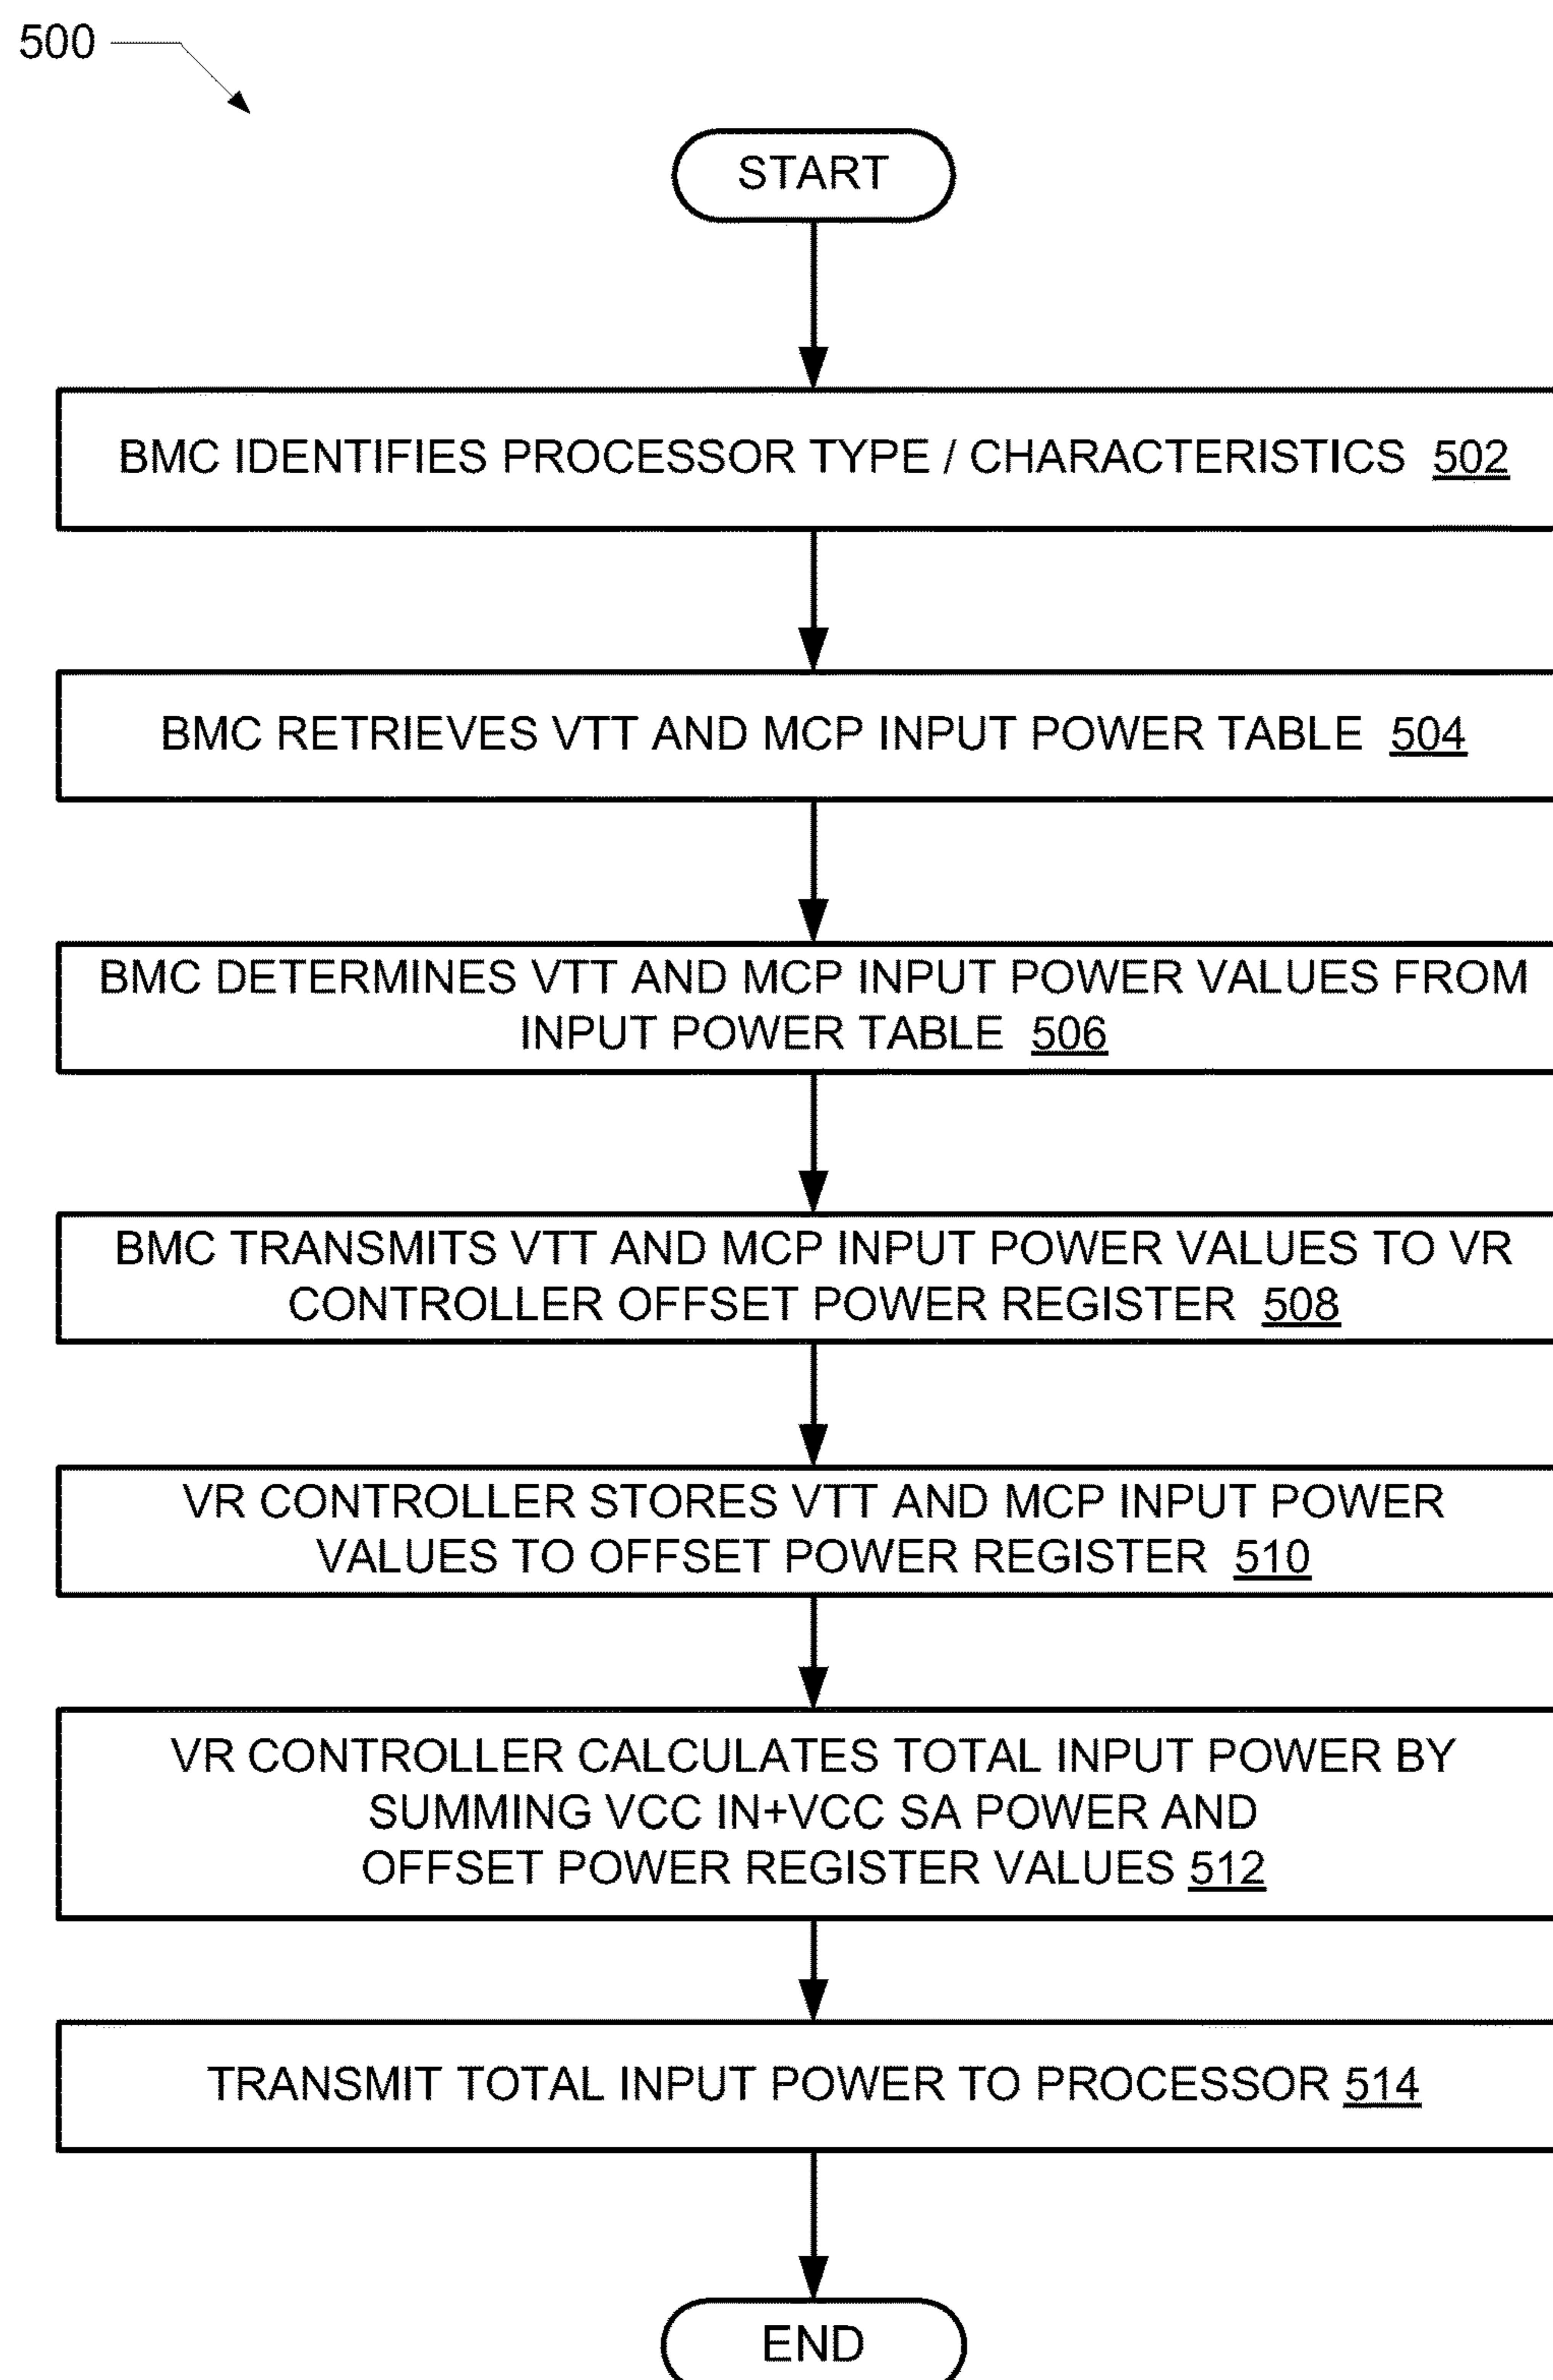 500
START
BMC IDENTIFIES PROCESSOR TYPE / CHARACTERISTICS 502
BMC RETRIEVES VTT AND MCP INPUT POWER TABLE 504
BMC DETERMINES VTT AND MCP INPUT POWER VALUES FROM
INPUT POWER TABLE 506
BMC TRANSMITS VTT AND MCP INPUT POWER VALUES TO VR
CONTROLLER OFFSET POWER REGISTER 508
VR CONTROLLER STORES VTT AND MCP INPUT POWER
VALUES TO OFFSET POWER REGISTER 510
VR CONTROLLER CALCULATES TOTAL INPUT POWER BY
SUMMING VCC IN+VCC SA POWER AND
OFFSET POWER REGISTER VALUES 512
TRANSMIT TOTAL INPUT POWER TO PROCESSOR 514
END